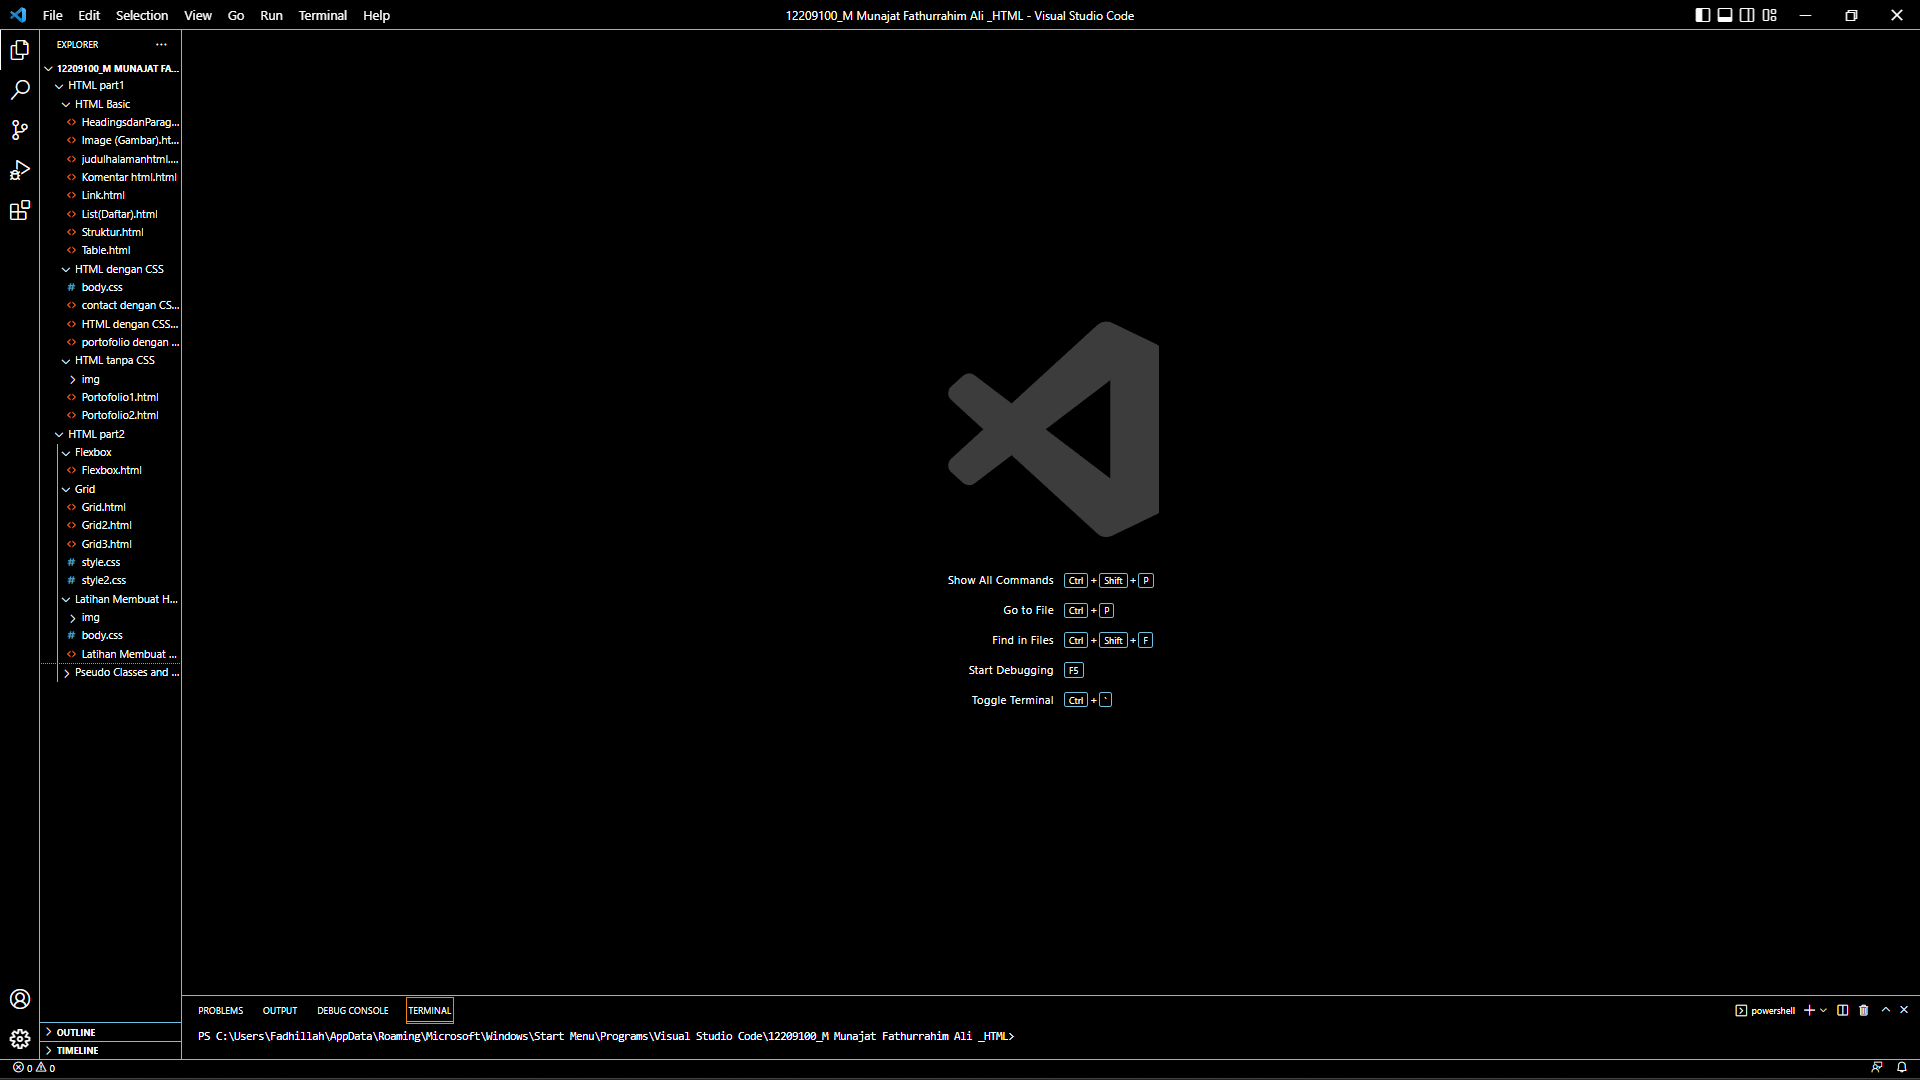 File Edit Selection View Go Run Terminal Help
12209100_M Munajat Fathurrahim Ali _HTML - Visual Studio Code
EXPLORER
12209100_M MUNAJAT FA...
HTML part1
HTML Basic
HeadingsdanParag...
Image (Gambar).ht...
judulhalamanhtml....
Komentar html.html
Link.html
List(Daftar).html
Struktur.html
Table.html
HTML dengan CSS
body.css
contact dengan CS...
HTML dengan CSS...
portofolio dengan ...
HTML tanpa CSS
img
Portofolio1.html
Portofolio2.html
HTML part2
Flexbox
Flexbox.html
Grid
Grid.html
Grid2.html
Grid3.html
style.css
style2.css
Latihan Membuat H...
img
body.css
Latihan Membuat ...
Pseudo Classes and ...
OUTLINE
TIMELINE
Show All Commands Ctrl + Shift + P
Go to File Ctrl + P
Find in Files Ctrl + Shift + F
Start Debugging F5
Toggle Terminal Ctrl + `
PROBLEMS OUTPUT DEBUG CONSOLE TERMINAL
powershell
PS C:\Users\Fadhillah\AppData\Roaming\Microsoft\Windows\Start Menu\Programs\Visual Studio Code\12209100_M Munajat Fathurrahim Ali _HTML>
0 0